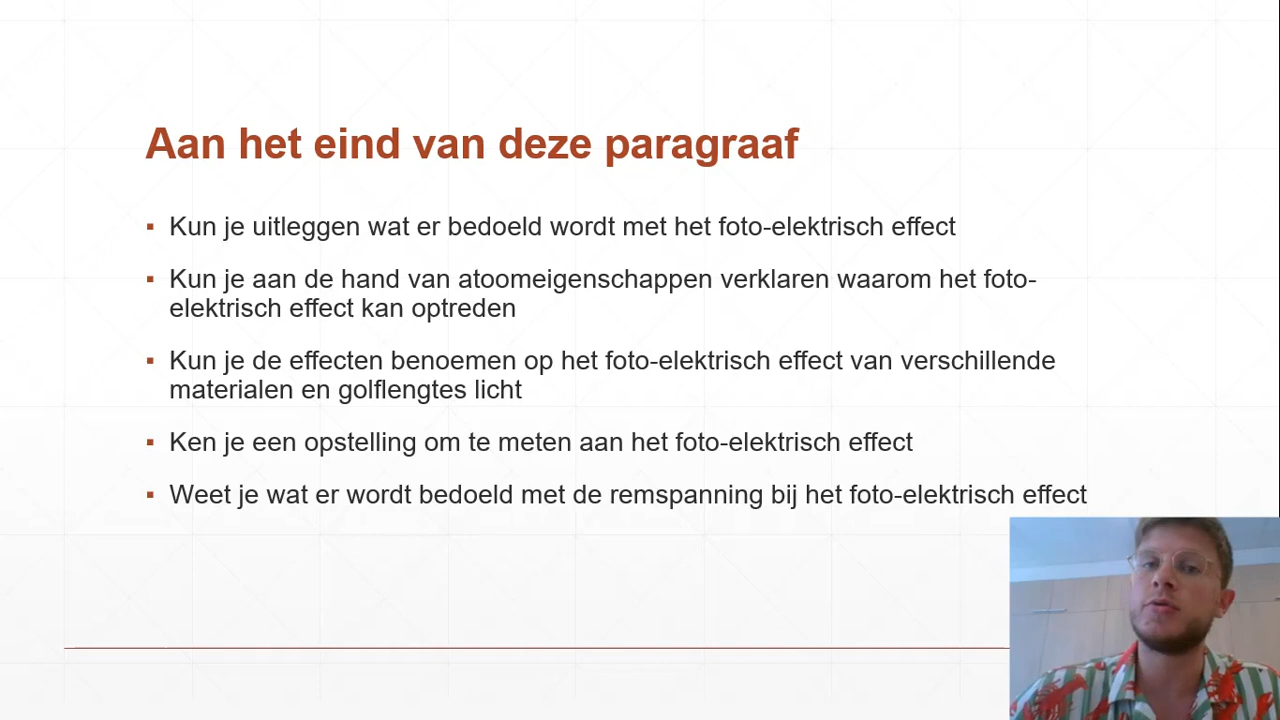 Aan het eind van deze paragraaf
▪ Kun je uitleggen wat er bedoeld wordt met het foto-elektrisch effect
▪ Kun je aan de hand van atoomeigenschappen verklaren waarom het foto-
elektrisch effect kan optreden
▪ Kun je de effecten benoemen op het foto-elektrisch effect van verschillende
materialen en golflengtes licht
▪ Ken je een opstelling om te meten aan het foto-elektrisch effect
▪ Weet je wat er wordt bedoeld met de remspanning bij het foto-elektrisch effect